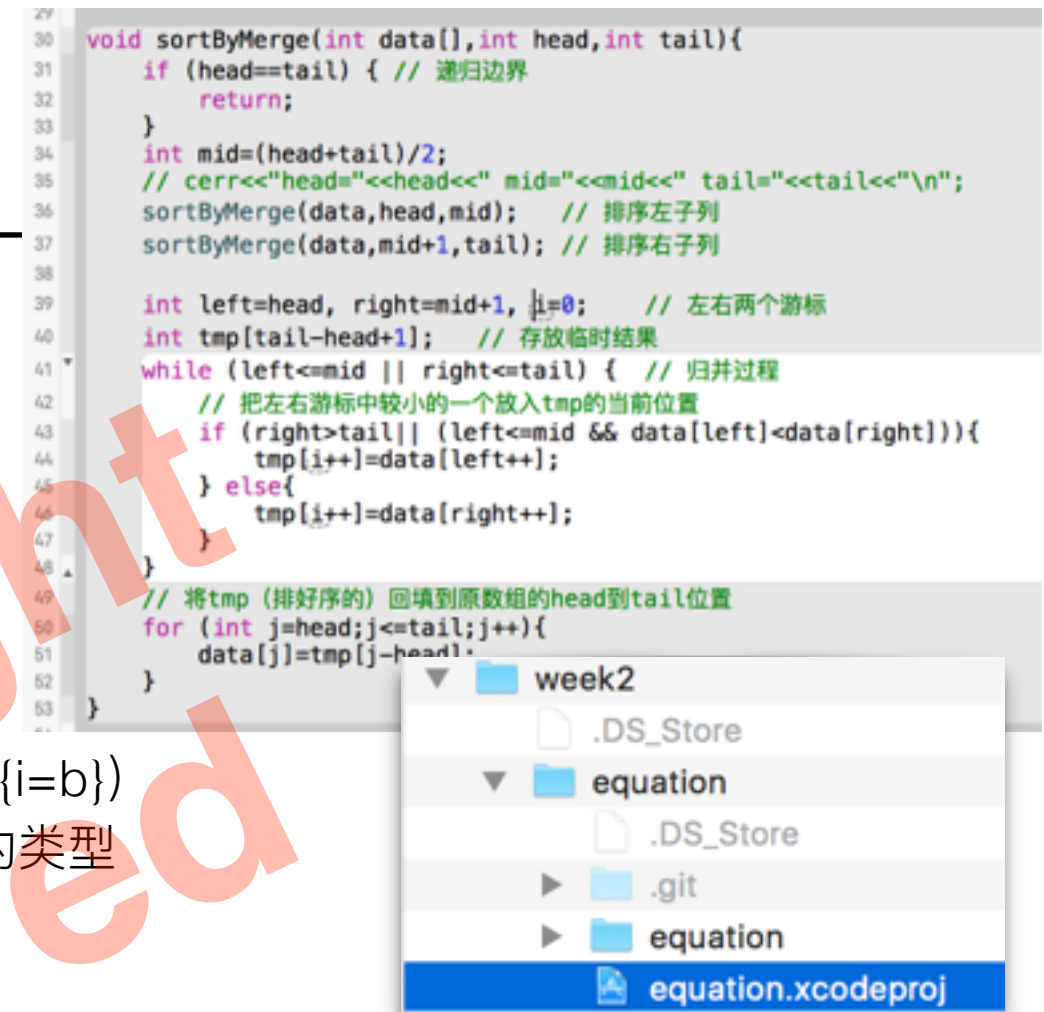 29
30 void sortByMerge(int data[],int head,int tail){
31 if (head==tail) { // 递归边界
32 return;
33 }
34 int mid=(head+tail)/2;
35 // cerr<<"head="<<head<<" mid="<<mid<<" tail="<<tail<<"\n";
36 sortByMerge(data,head,mid); // 排序左子列
37 sortByMerge(data,mid+1,tail); // 排序右子列
38
39 int left=head, right=mid+1, i=0; // 左右两个游标
40 int tmp[tail-head+1]; // 存放临时结果
41 while (left<=mid || right<=tail) { // 归并过程
42 // 把左右游标中较小的一个放入tmp的当前位置
43 if (right>tail|| (left<=mid && data[left]<data[right])){
44 tmp[i++]=data[left++];
45 } else{
46 tmp[i++]=data[right++];
47 }
48 }
49 // 将tmp（排好序的）回填到原数组的head到tail位置
50 for (int j=head;j<=tail;j++){
51 data[j]=tmp[j-head];
52 }
53 }
{i=b})
的类型
week2
.DS_Store
equation
.DS_Store
.git
equation
equation.xcodeproj
ght
ed